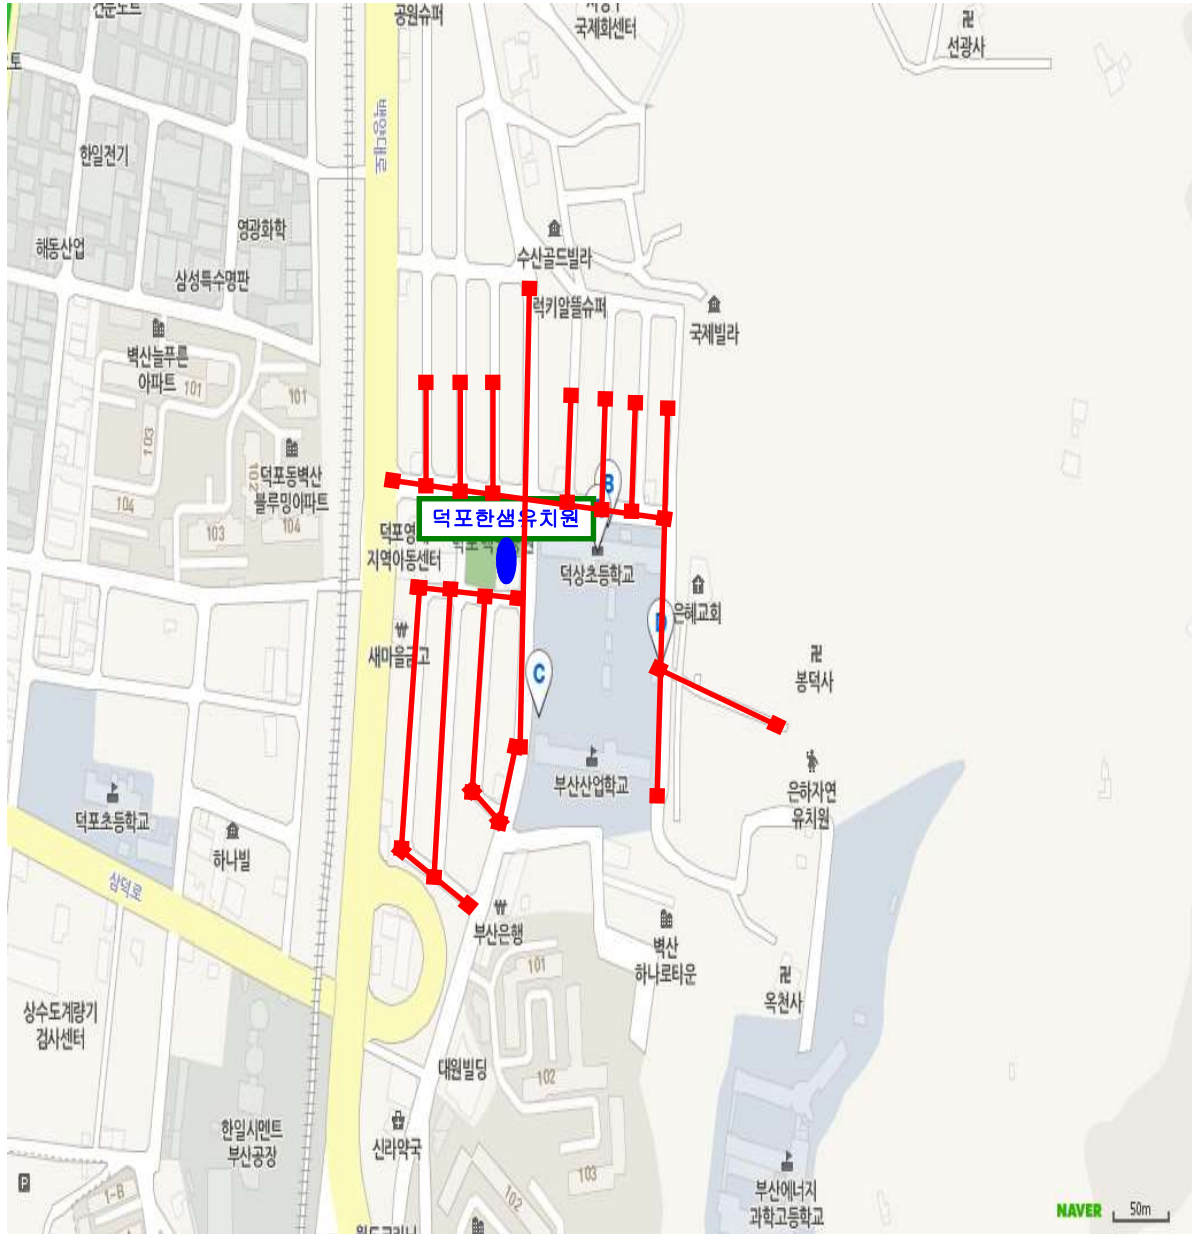 공원슈퍼
국제화센터
선광사
백양대로
한일전기
해동산업
영광화학
삼성특수명판
수산골드빌라
럭키알뜰슈퍼
국제빌라
벽산늘푸른
아파트
101
103
104
101
덕포동벽산
블루밍아파트
102
103
104
B
덕포한샘유치원
지역아동센터
덕상초등학교
은혜교회
D
새마을금고
C
봉덕사
부산산업학교
은하자연
유치원
덕포초등학교
하나빌
삼덕로
부산은행
벽산
하나로타운
101
옥천사
상수도계량기
검사센터
대원빌딩
102
한일시멘트
부산공장
신라약국
103
102
1-B
P
부산에너지
과학고등학교
NAVER
50m